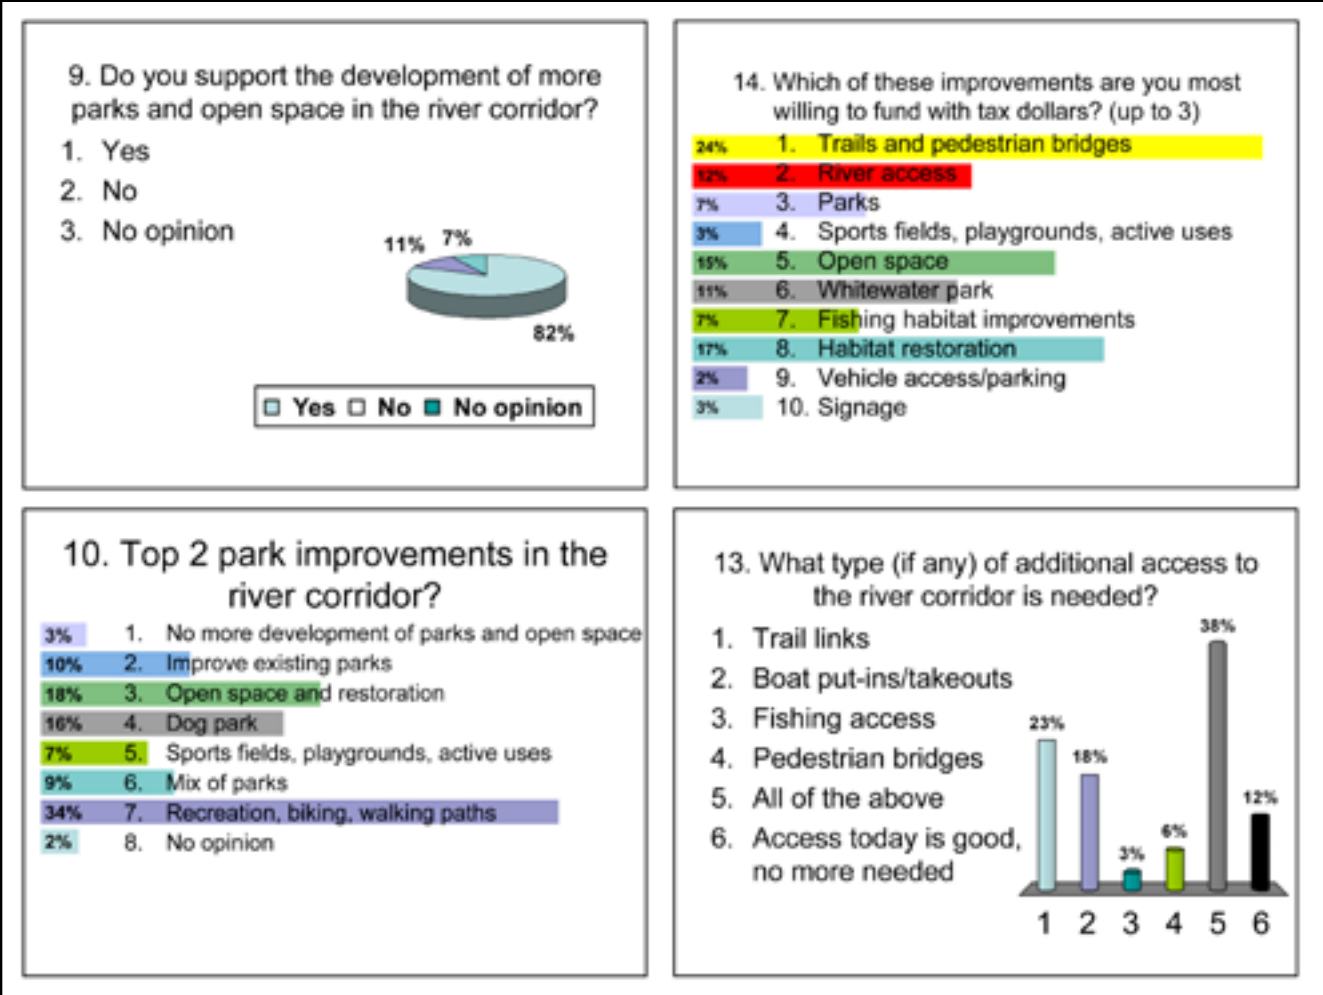 9. Do you support the development of more
parks and open space in the river corridor?
1. Yes
2. No
3. No opinion
11% 7%
82%
Yes No No opinion
14. Which of these improvements are you most
willing to fund with tax dollars? (up to 3)
24% 1. Trails and pedestrian bridges
12% 2. River access
7% 3. Parks
3% 4. Sports fields, playgrounds, active uses
15% 5. Open space
11% 6. Whitewater park
7% 7. Fishing habitat improvements
17% 8. Habitat restoration
2% 9. Vehicle access/parking
3% 10. Signage
10. Top 2 park improvements in the
river corridor?
3% 1. No more development of parks and open space
10% 2. Improve existing parks
18% 3. Open space and restoration
16% 4. Dog park
7% 5. Sports fields, playgrounds, active uses
9% 6. Mix of parks
34% 7. Recreation, biking, walking paths
2% 8. No opinion
13. What type (if any) of additional access to
the river corridor is needed?
1. Trail links
2. Boat put-ins/takeouts
3. Fishing access
4. Pedestrian bridges
5. All of the above
6. Access today is good,
no more needed
23% 18% 3% 6% 38% 12%
1 2 3 4 5 6